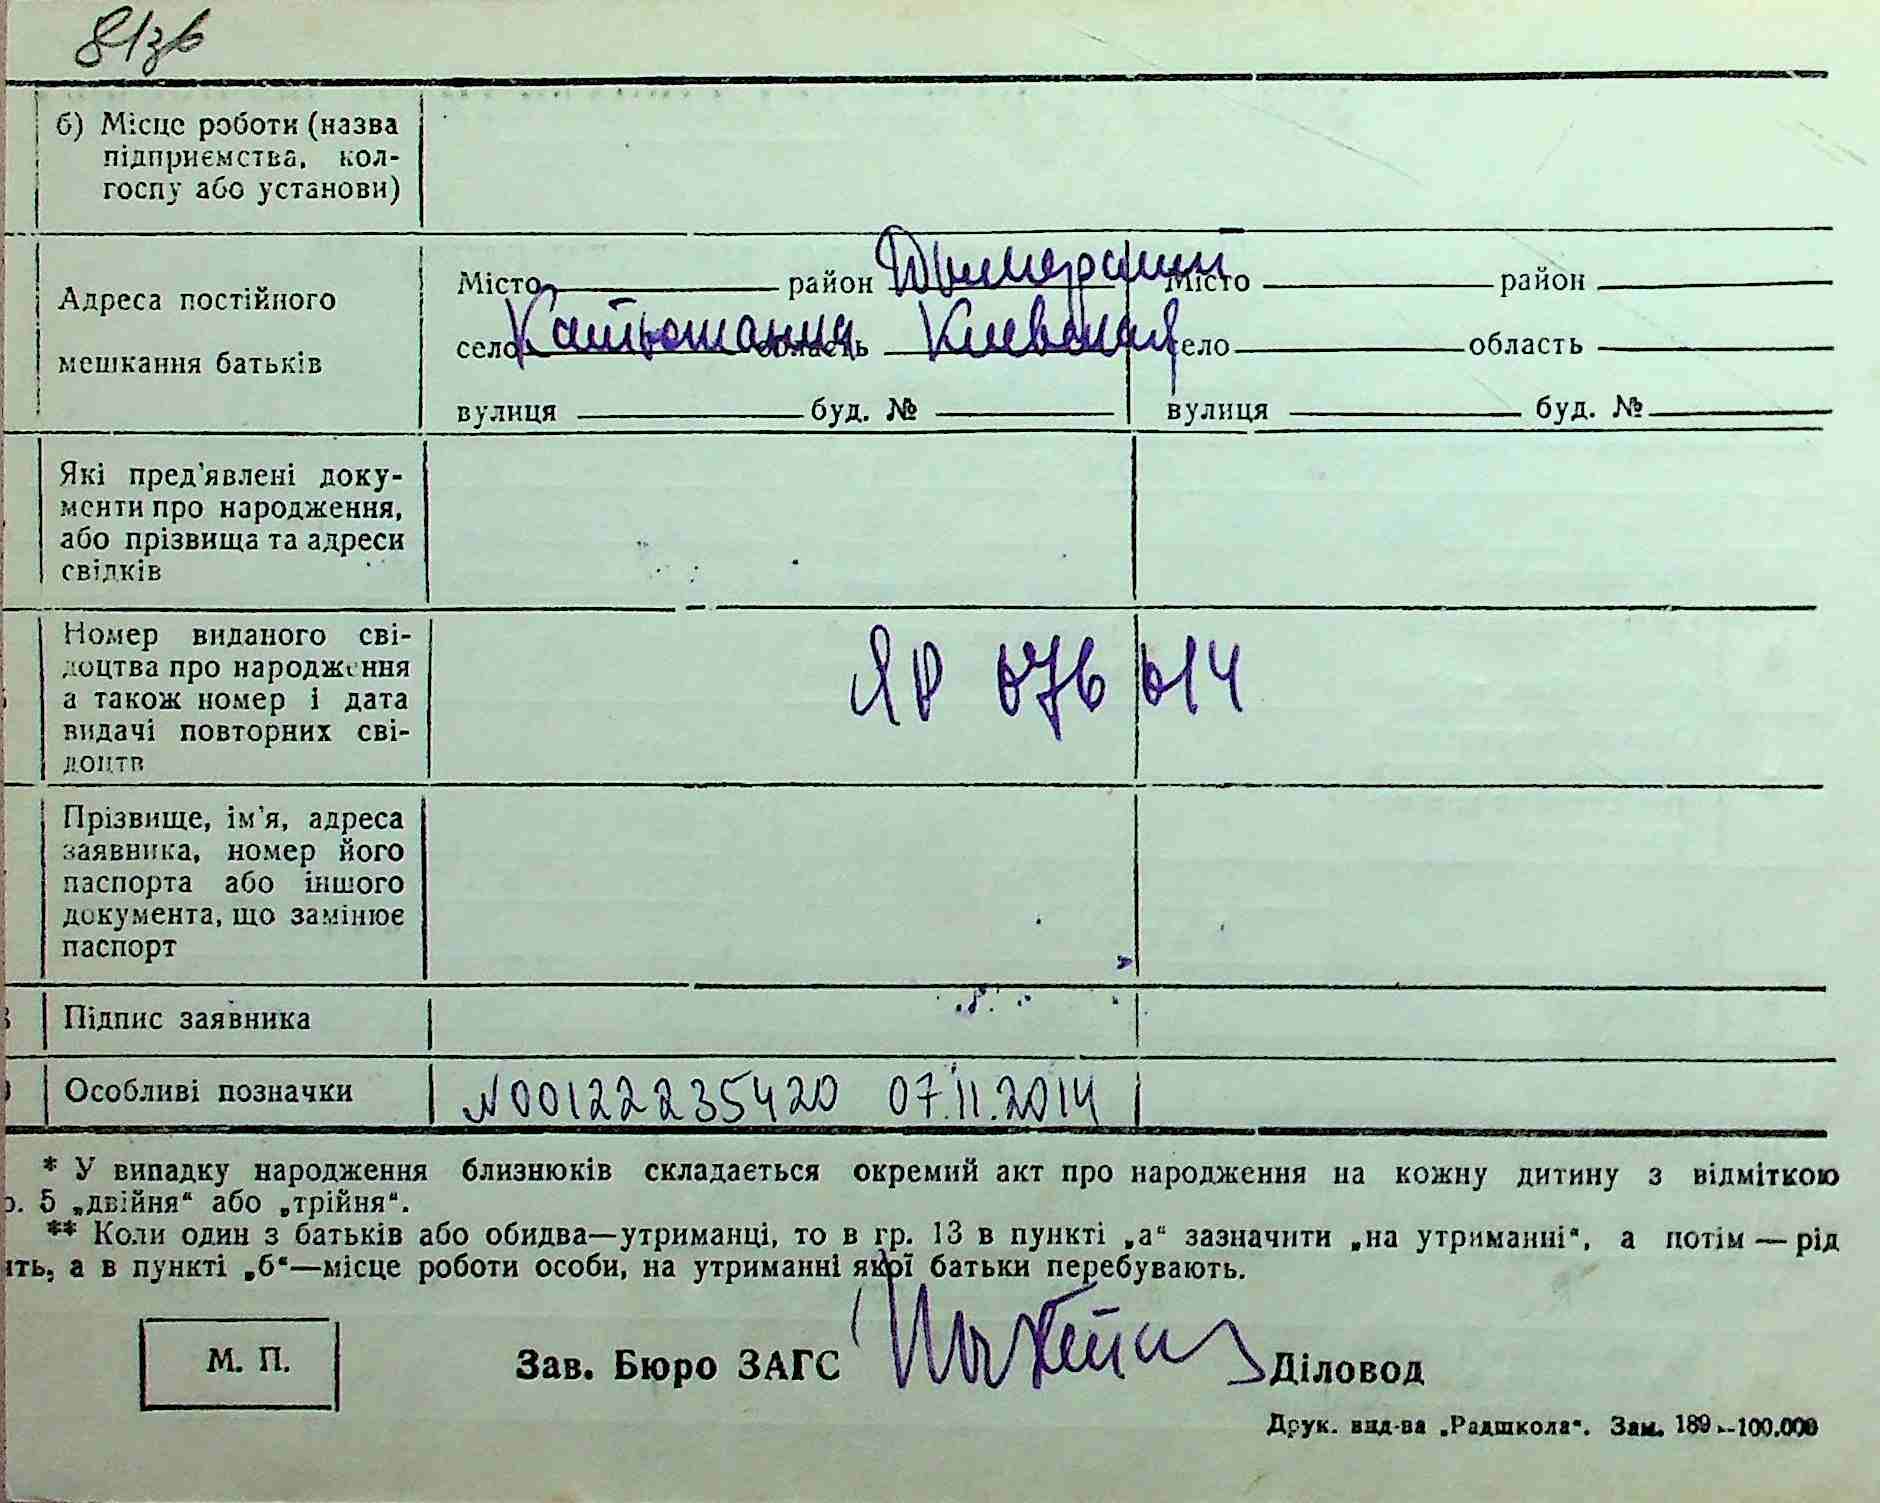 81зв
б) Місце роботи (назва
підприємства, кол-
госпу або установи)
Адреса постійного
мешкання батьків
Місто район Дымерский Місто район
село Катюжанка область Киевская село область
вулиця буд. № вулиця буд. №
Які пред'явлені доку-
менти про народження,
або прізвища та адреси
свідків
Номер виданого сві-
доцтва про народження
а також номер і дата
видачі повторних сві-
доцтв
ЯР 076 014
Прізвище, ім'я, адреса
заявника, номер його
паспорта або іншого
документа, що замінює
паспорт
Підпис заявника
Особливі позначки
N00122235420 07.11.2014
* У випадку народження близнюків складається окремий акт про народження на кожну дитину з відміткою
р. 5 „двійня“ або „трійня“.
** Коли один з батьків або обидва—утриманці, то в гр. 13 в пункті „а“ зазначити „на утриманні“, а потім — рід
ять, а в пункті „б“—місце роботи особи, на утриманні якої батьки перебувають.
М. П.
Зав. Бюро ЗАГС Діловод
Друк. вид-ва „Радшкола“. Зам. 189 —100.000